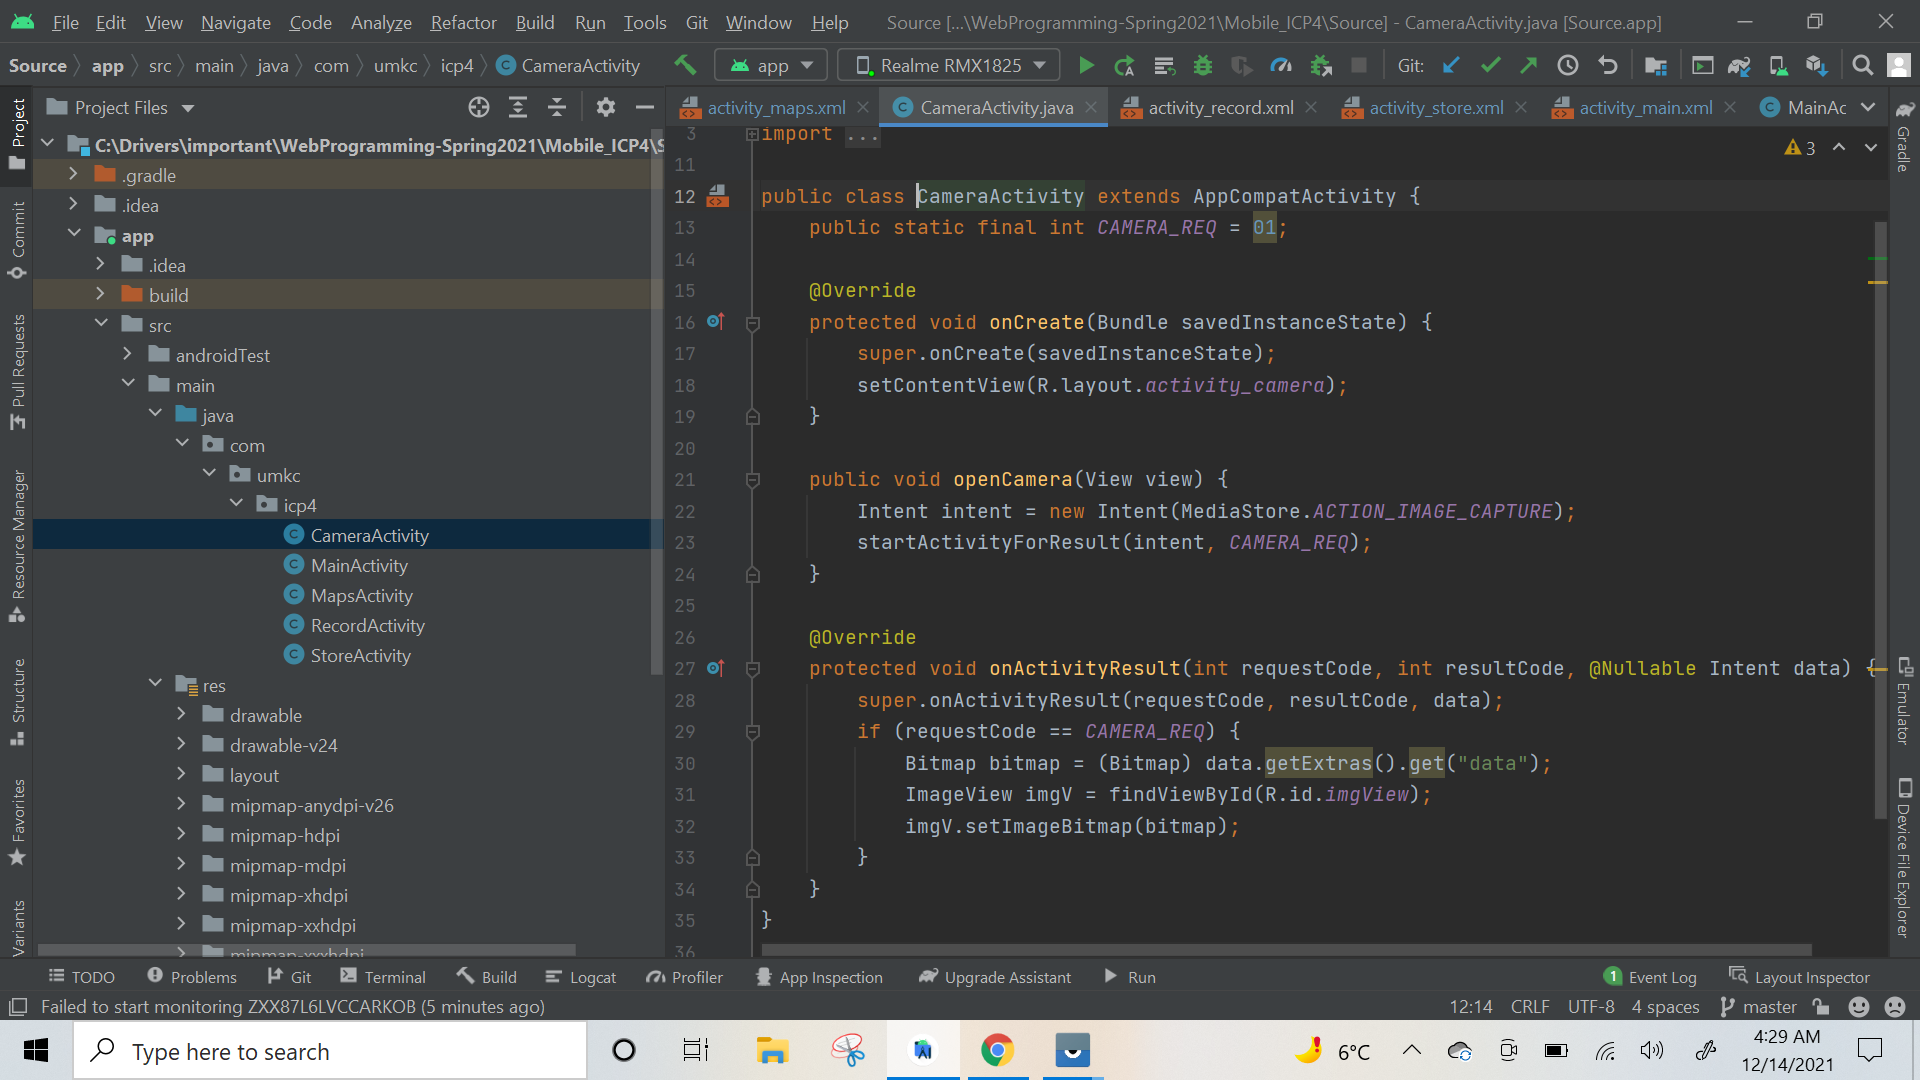 File Edit View Navigate Code Analyze Refactor Build Run Tools Git Window Help Source [...\WebProgramming-Spring2021\Mobile_ICP4\Source] - CameraActivity.java [Source.app]
Source app src main java com umkc icp4 CameraActivity app Realme RMX1825 Git:
Project Files
activity_maps.xml CameraActivity.java activity_record.xml activity_store.xml activity_main.xml MainAc
C:\Drivers\important\WebProgramming-Spring2021\Mobile_ICP4\S
.gradle
.idea
app
.idea
build
src
androidTest
main
java
com
umkc
icp4
CameraActivity
MainActivity
MapsActivity
RecordActivity
StoreActivity
res
drawable
drawable-v24
layout
mipmap-anydpi-v26
mipmap-hdpi
mipmap-mdpi
mipmap-xhdpi
mipmap-xxhdpi
mipmap-xxxhdpi
Project
Commit
Pull Requests
Resource Manager
Structure
Favorites
Variants
3 import ...
11
12 public class CameraActivity extends AppCompatActivity {
13 public static final int CAMERA_REQ = 01;
14
15 @Override
16 protected void onCreate(Bundle savedInstanceState) {
17 super.onCreate(savedInstanceState);
18 setContentView(R.layout.activity_camera);
19 }
20
21 public void openCamera(View view) {
22 Intent intent = new Intent(MediaStore.ACTION_IMAGE_CAPTURE);
23 startActivityForResult(intent, CAMERA_REQ);
24 }
25
26 @Override
27 protected void onActivityResult(int requestCode, int resultCode, @Nullable Intent data) {
28 super.onActivityResult(requestCode, resultCode, data);
29 if (requestCode == CAMERA_REQ) {
30 Bitmap bitmap = (Bitmap) data.getExtras().get("data");
31 ImageView imgV = findViewById(R.id.imgView);
32 imgV.setImageBitmap(bitmap);
33 }
34 }
35 }
36
3
Gradle
Emulator
Device File Explorer
TODO Problems Git Terminal Build Logcat Profiler App Inspection Upgrade Assistant Run 1 Event Log Layout Inspector
Failed to start monitoring ZXX87L6LVCCARKOB (5 minutes ago) 12:14 CRLF UTF-8 4 spaces master
Type here to search
6°C
4:29 AM
12/14/2021